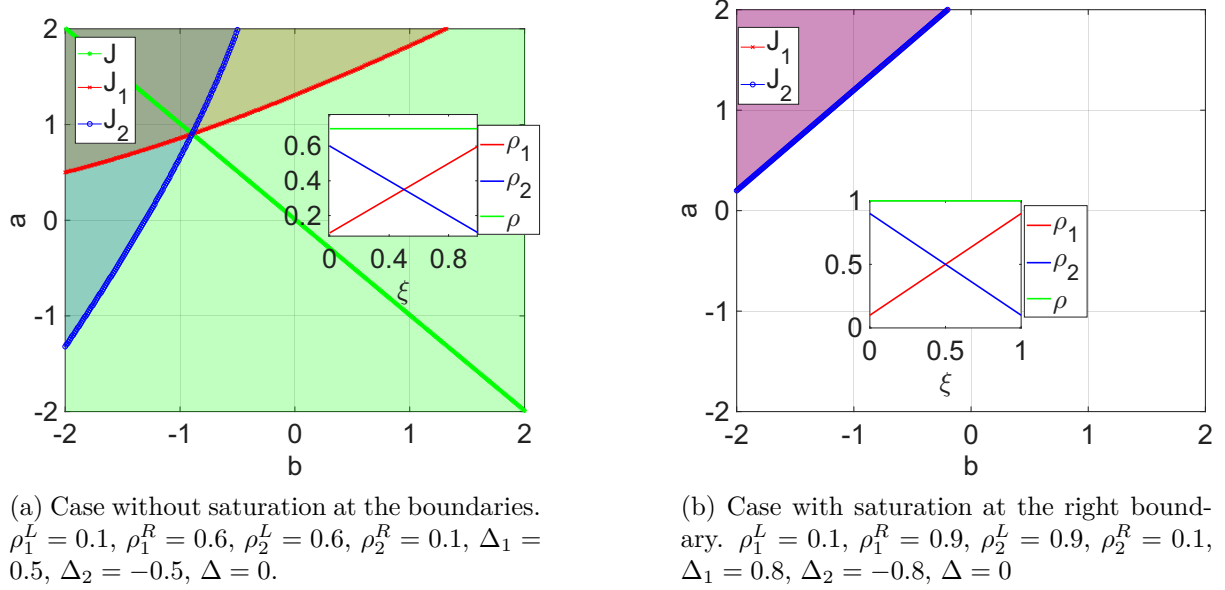 2
1
0
-1
-2
a
-2
-1
0
1
2
b
J
J₁
J₂
0.6
0.4
0.2
0
0.4
0.8
ξ
ρ₁
ρ₂
ρ
(a) Case without saturation at the boundaries.
ρ₁ᴸ = 0.1, ρ₁ᴿ = 0.6, ρ₂ᴸ = 0.6, ρ₂ᴿ = 0.1, Δ₁ =
0.5, Δ₂ = −0.5, Δ = 0.
2
1
0
-1
-2
a
-2
-1
0
1
2
b
J₁
J₂
1
0.5
0
0
0.5
1
ξ
ρ₁
ρ₂
ρ
(b) Case with saturation at the right bound-
ary. ρ₁ᴸ = 0.1, ρ₁ᴿ = 0.9, ρ₂ᴸ = 0.9, ρ₂ᴿ = 0.1,
Δ₁ = 0.8, Δ₂ = −0.8, Δ = 0